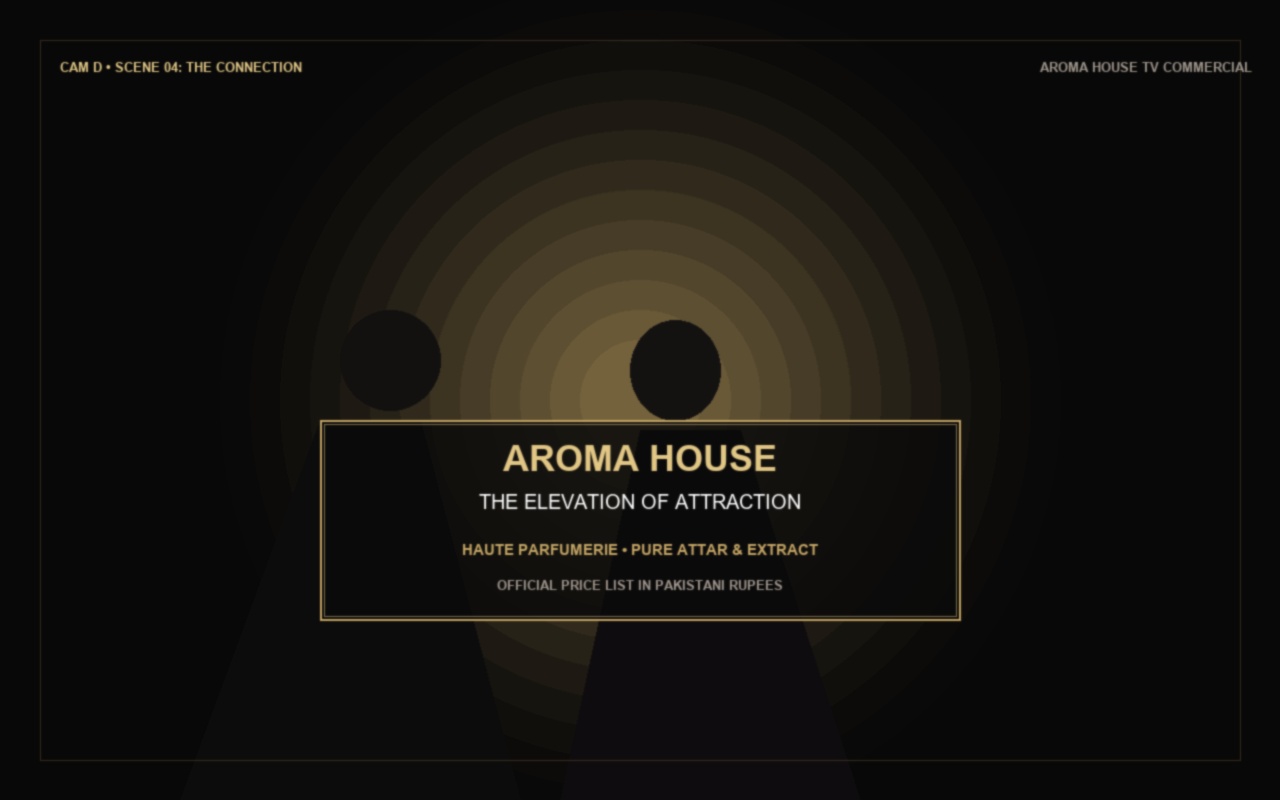 CAM D • SCENE 04: THE CONNECTION
AROMA HOUSE TV COMMERCIAL
AROMA HOUSE
THE ELEVATION OF ATTRACTION
HAUTE PARFUMERIE • PURE ATTAR & EXTRACT
OFFICIAL PRICE LIST IN PAKISTANI RUPEES